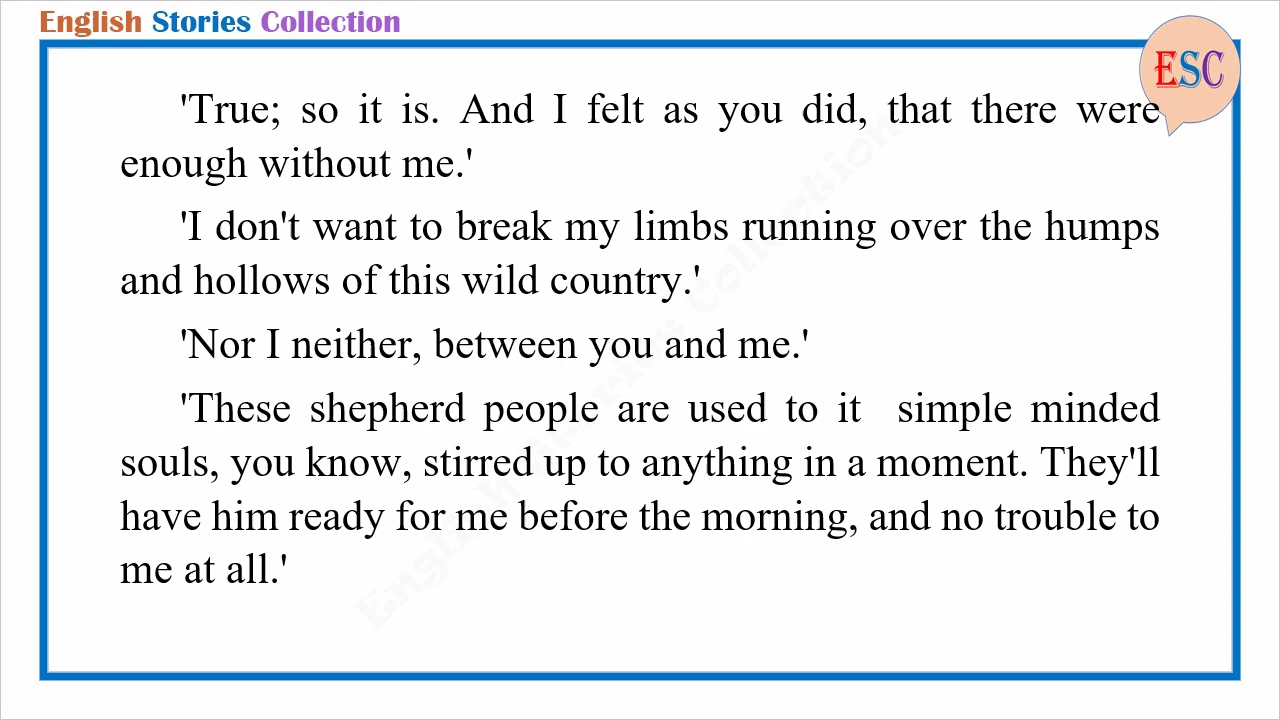 English Stories Collection
ESC
'True; so it is. And I felt as you did, that there were
enough without me.'
'I don't want to break my limbs running over the humps
and hollows of this wild country.'
'Nor I neither, between you and me.'
'These shepherd people are used to it  simple minded
souls, you know, stirred up to anything in a moment. They'll
have him ready for me before the morning, and no trouble to
me at all.'
English Stories Collection